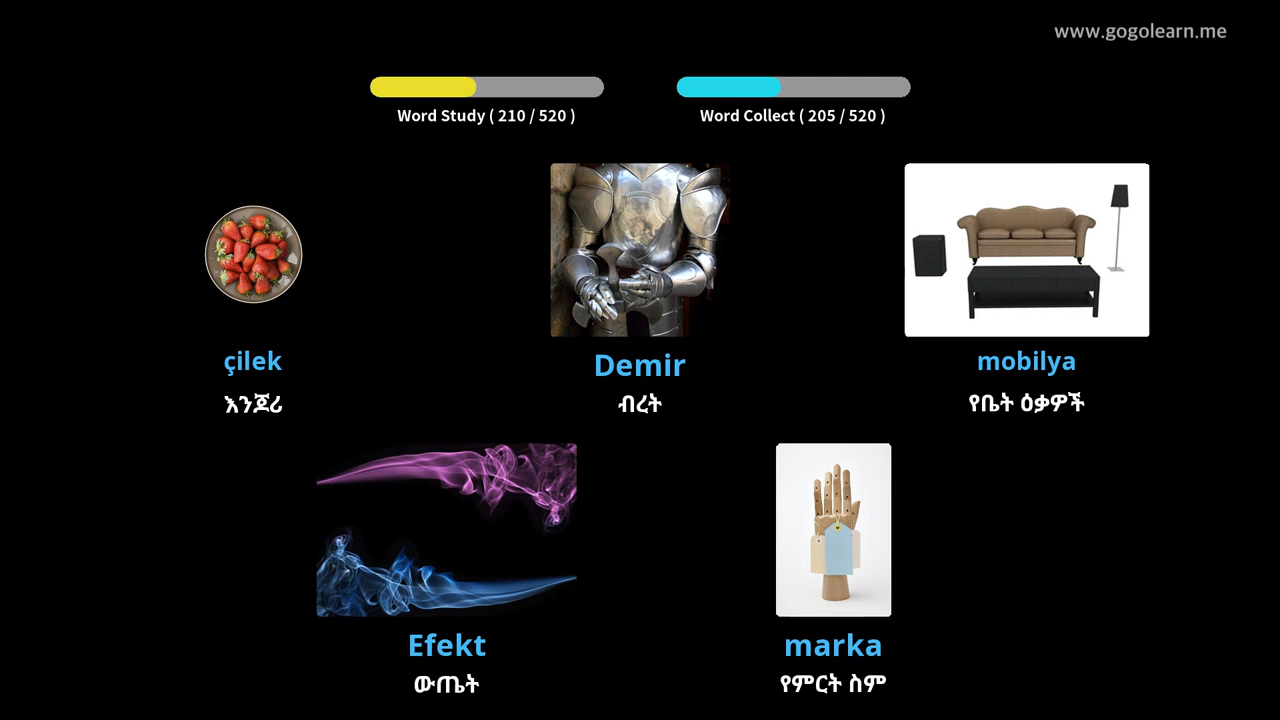 www.gogolearn.me
Word Study ( 210 / 520 )
Word Collect ( 205 / 520 )
çilek
Demir
mobilya
እንጆሪ
ብረት
የቤት ዕቃዎች
Efekt
marka
ውጤት
የምርት ስም